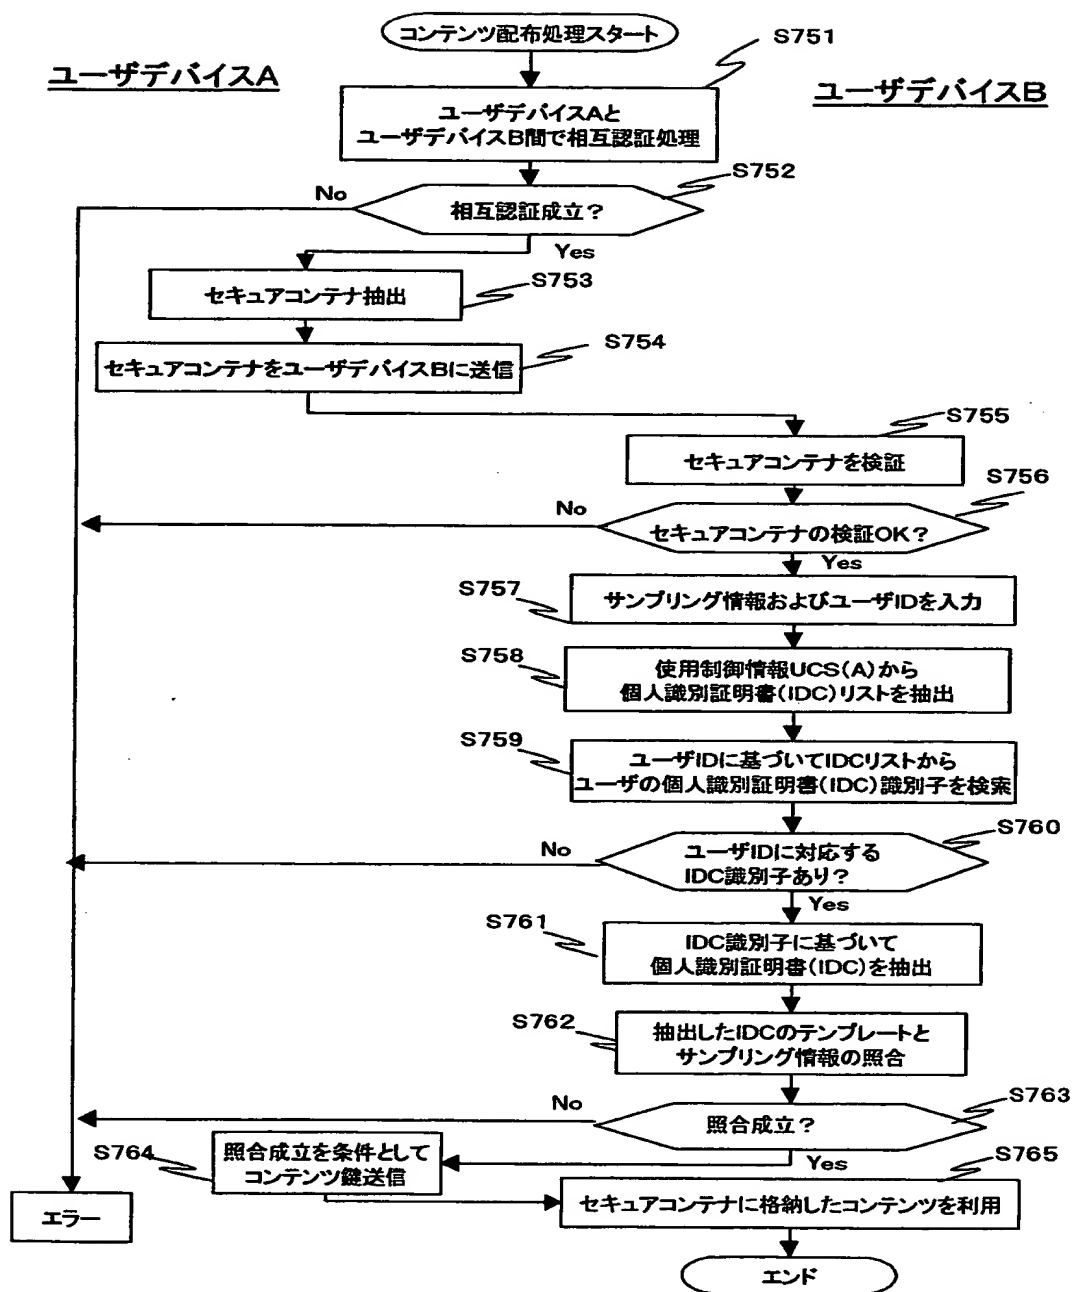 コンテンツ配布処理スタート
S751
ユーザデバイスA
ユーザデバイスB
ユーザデバイスAと
ユーザデバイスB間で相互認証処理
S752
No
相互認証成立？
Yes
S753
セキュアコンテナ抽出
S754
セキュアコンテナをユーザデバイスBに送信
S755
セキュアコンテナを検証
S756
No
セキュアコンテナの検証OK？
Yes
S757
サンプリング情報およびユーザIDを入力
S758
使用制御情報UCS(A)から
個人識別証明書(IDC)リストを抽出
S759
ユーザIDに基づいてIDCリストから
ユーザの個人識別証明書(IDC)識別子を検索
S760
No
ユーザIDに対応する
IDC識別子あり？
Yes
S761
IDC識別子に基づいて
個人識別証明書(IDC)を抽出
S762
抽出したIDCのテンプレートと
サンプリング情報の照合
S763
No
照合成立？
Yes
S764
照合成立を条件として
コンテンツ鍵送信
S765
セキュアコンテナに格納したコンテンツを利用
エラー
エンド